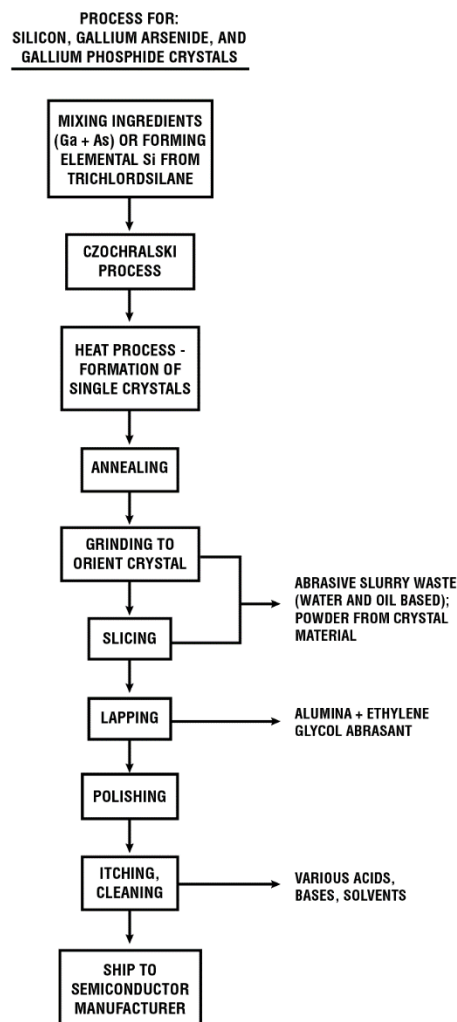 PROCESS FOR:
SILICON, GALLIUM ARSENIDE, AND
GALLIUM PHOSPHIDE CRYSTALS
MIXING INGREDIENTS
(Ga + As) OR FORMING
ELEMENTAL Si FROM
TRICHLORDSILANE
CZOCHRALSKI
PROCESS
HEAT PROCESS -
FORMATION OF
SINGLE CRYSTALS
ANNEALING
GRINDING TO
ORIENT CRYSTAL
SLICING
ABRASIVE SLURRY WASTE
(WATER AND OIL BASED);
POWDER FROM CRYSTAL
MATERIAL
LAPPING
ALUMINA + ETHYLENE
GLYCOL ABRASANT
POLISHING
ITCHING,
CLEANING
VARIOUS ACIDS,
BASES, SOLVENTS
SHIP TO
SEMICONDUCTOR
MANUFACTURER